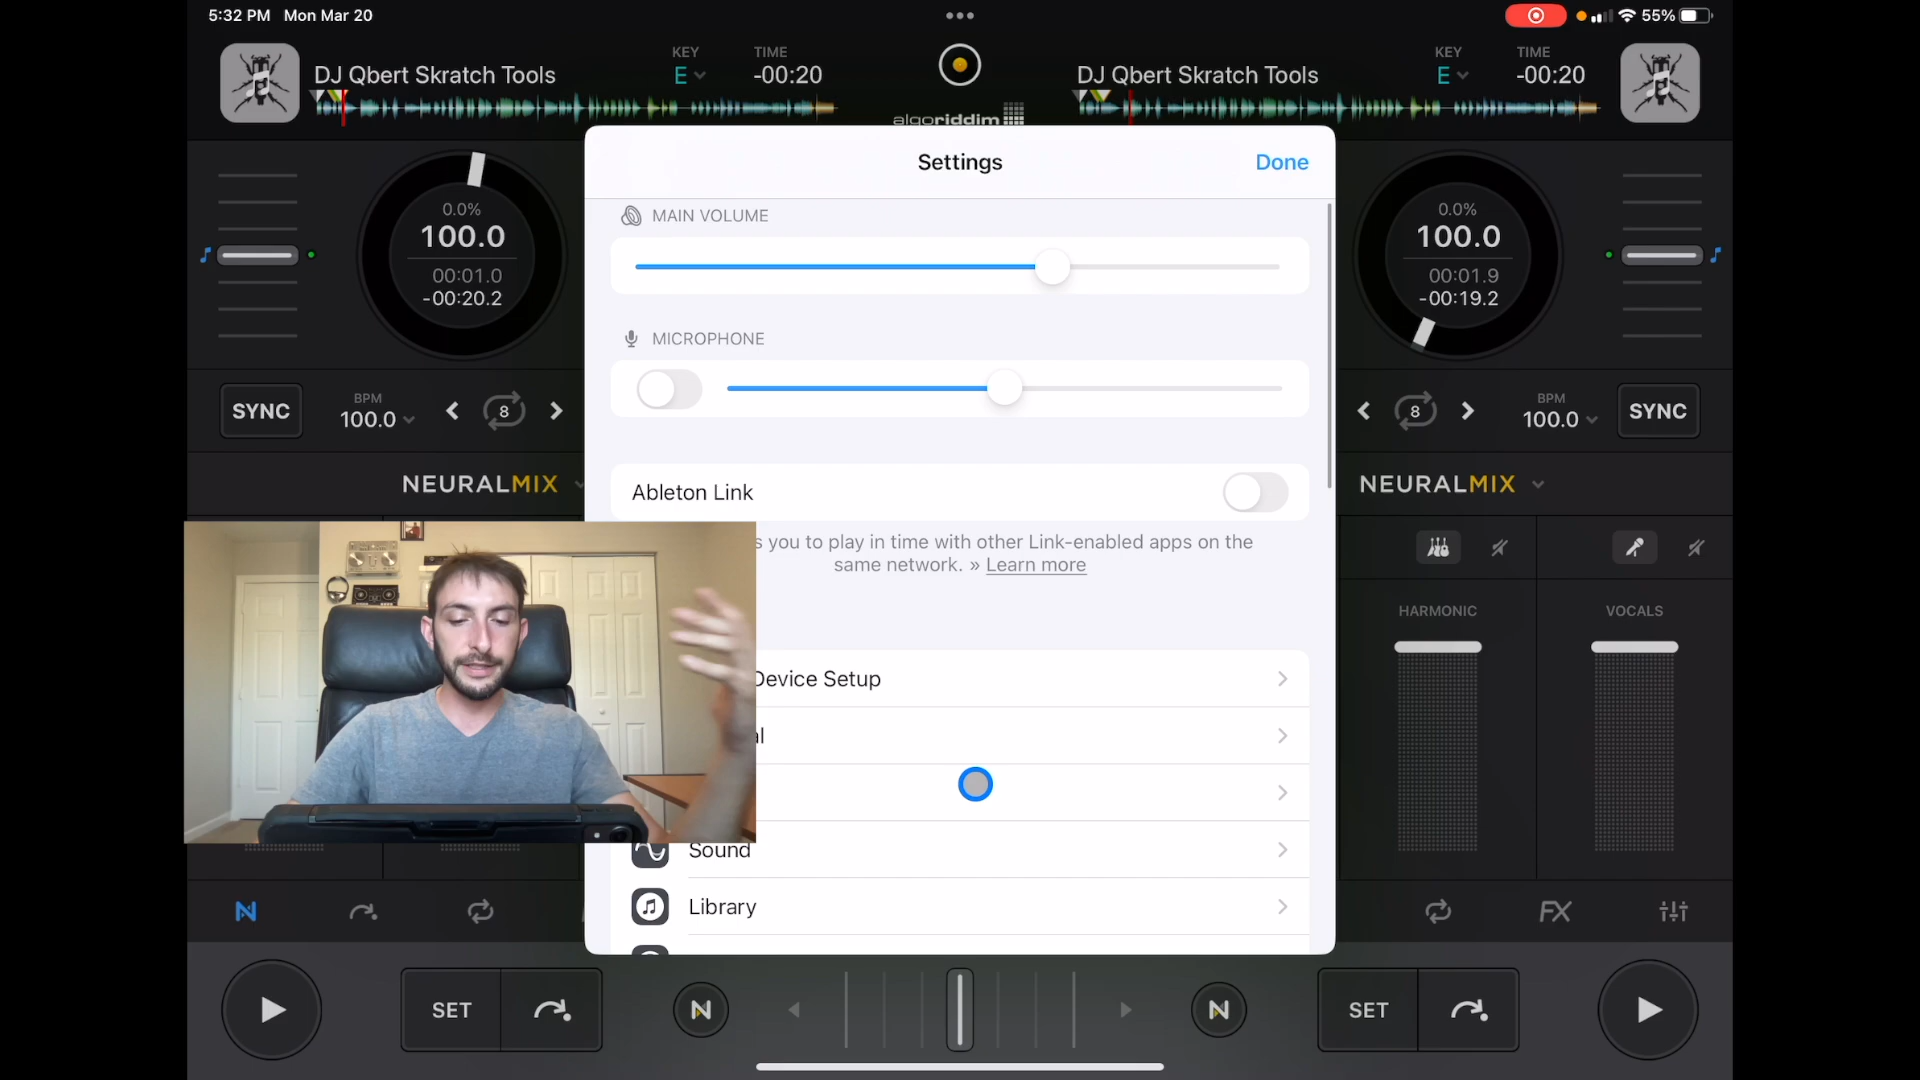 5:32 PM Mon Mar 20
55%
DJ Qbert Skratch Tools
KEY
E
TIME
-00:20
algoriddim
DJ Qbert Skratch Tools
KEY
E
TIME
-00:20
Settings
Done
MAIN VOLUME
MICROPHONE
Ableton Link
s you to play in time with other Link-enabled apps on the
same network. » Learn more
Device Setup
al
Sound
Library
0.0%
100.0
00:01.0
-00:20.2
0.0%
100.0
00:01.9
-00:19.2
SYNC
BPM
100.0
8
8
BPM
100.0
SYNC
NEURALMIX
NEURALMIX
HARMONIC
VOCALS
FX
SET
SET